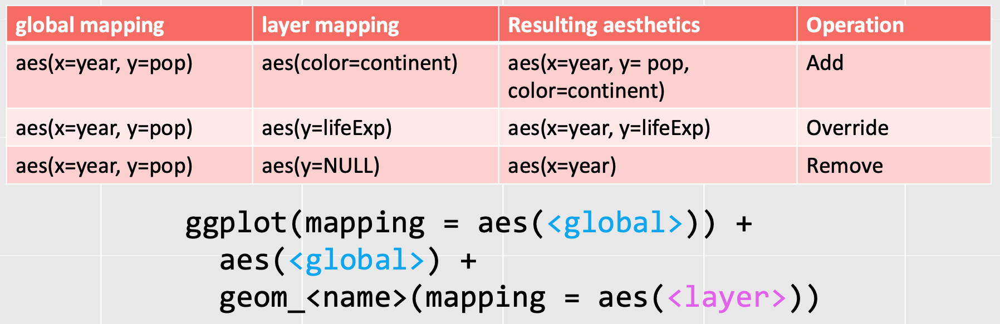 global mapping layer mapping Resulting aesthetics Operation
aes(x=year, y=pop) aes(color=continent) aes(x=year, y= pop, Add
color=continent)
aes(x=year, y=pop) aes(y=lifeExp) aes(x=year, y=lifeExp) Override
aes(x=year, y=pop) aes(y=NULL) aes(x=year) Remove
ggplot(mapping = aes(<global>)) +
aes(<global>) +
geom_<name>(mapping = aes(<layer>))